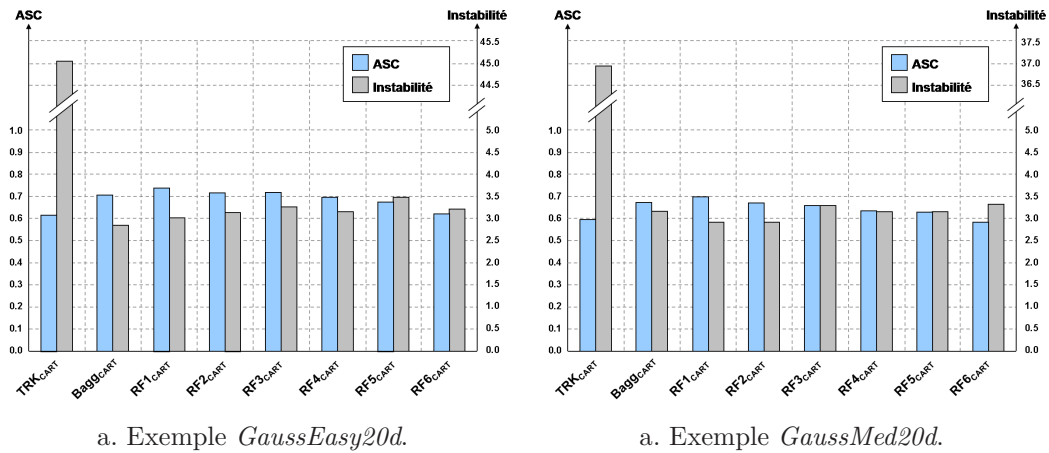 ASC
Instabilité
45.5
45.0
44.5
5.0
4.5
4.0
3.5
3.0
2.5
2.0
1.5
1.0
0.5
0.0
1.0
0.9
0.8
0.7
0.6
0.5
0.4
0.3
0.2
0.1
0.0
ASC
Instabilité
TRKCART
BaggCART
RF1CART
RF2CART
RF3CART
RF4CART
RF5CART
RF6CART
a. Exemple GaussEasy20d.
ASC
Instabilité
37.5
37.0
36.5
5.0
4.5
4.0
3.5
3.0
2.5
2.0
1.5
1.0
0.5
0.0
1.0
0.9
0.8
0.7
0.6
0.5
0.4
0.3
0.2
0.1
0.0
ASC
Instabilité
TRKCART
BaggCART
RF1CART
RF2CART
RF3CART
RF4CART
RF5CART
RF6CART
a. Exemple GaussMed20d.